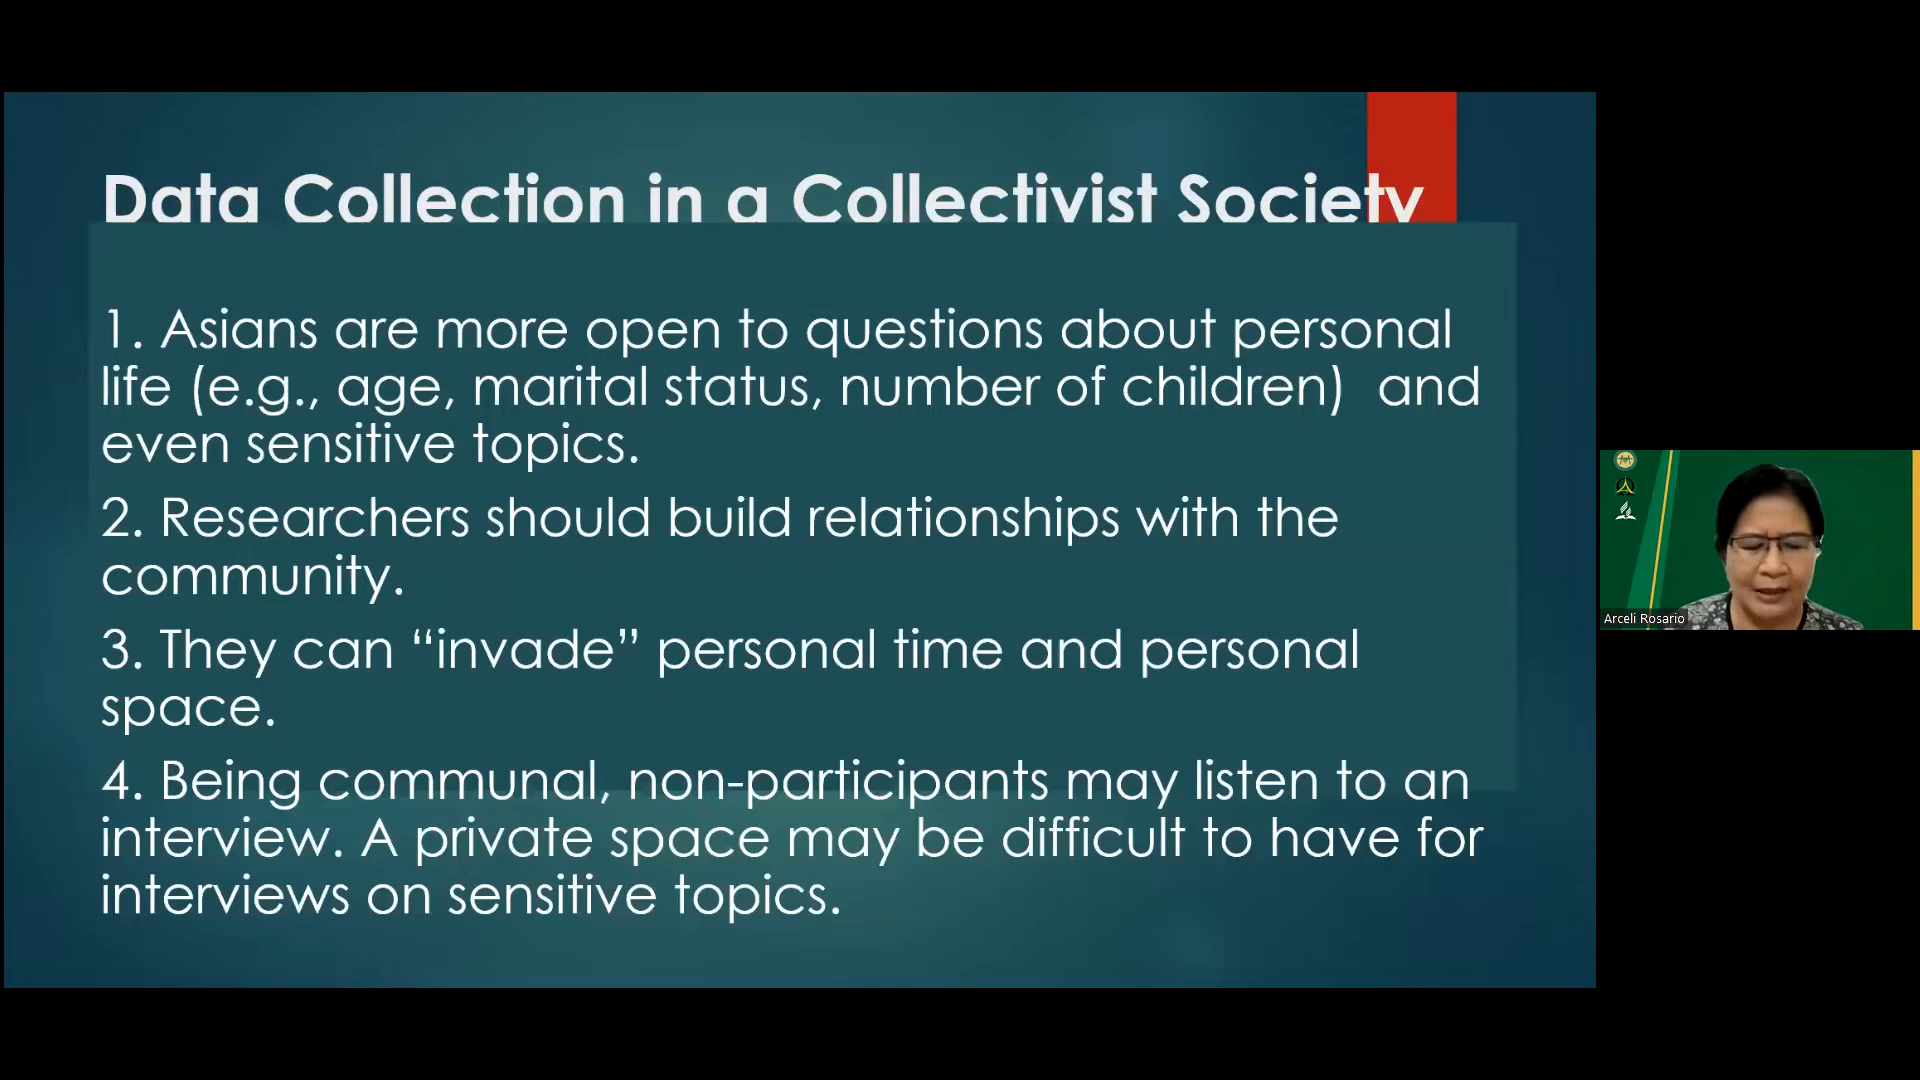 Data Collection in a Collectivist Society
1. Asians are more open to questions about personal
life (e.g., age, marital status, number of children)  and
even sensitive topics.
2. Researchers should build relationships with the
community.
3. They can “invade” personal time and personal
space.
4. Being communal, non-participants may listen to an
interview. A private space may be difficult to have for
interviews on sensitive topics.
Arceli Rosario